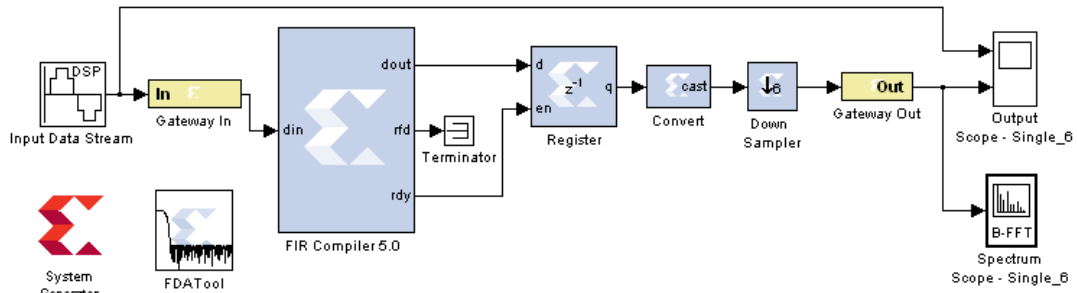 DSP
Input Data Stream
In
Gateway In
din
dout
rfd
rdy
FIR Compiler 5.0
Terminator
d
en
z-1
q
Register
cast
Convert
6
Down
Sampler
Out
Gateway Out
Output
Scope - Single_6
B-FFT
Spectrum
Scope - Single_6
System
FDATool